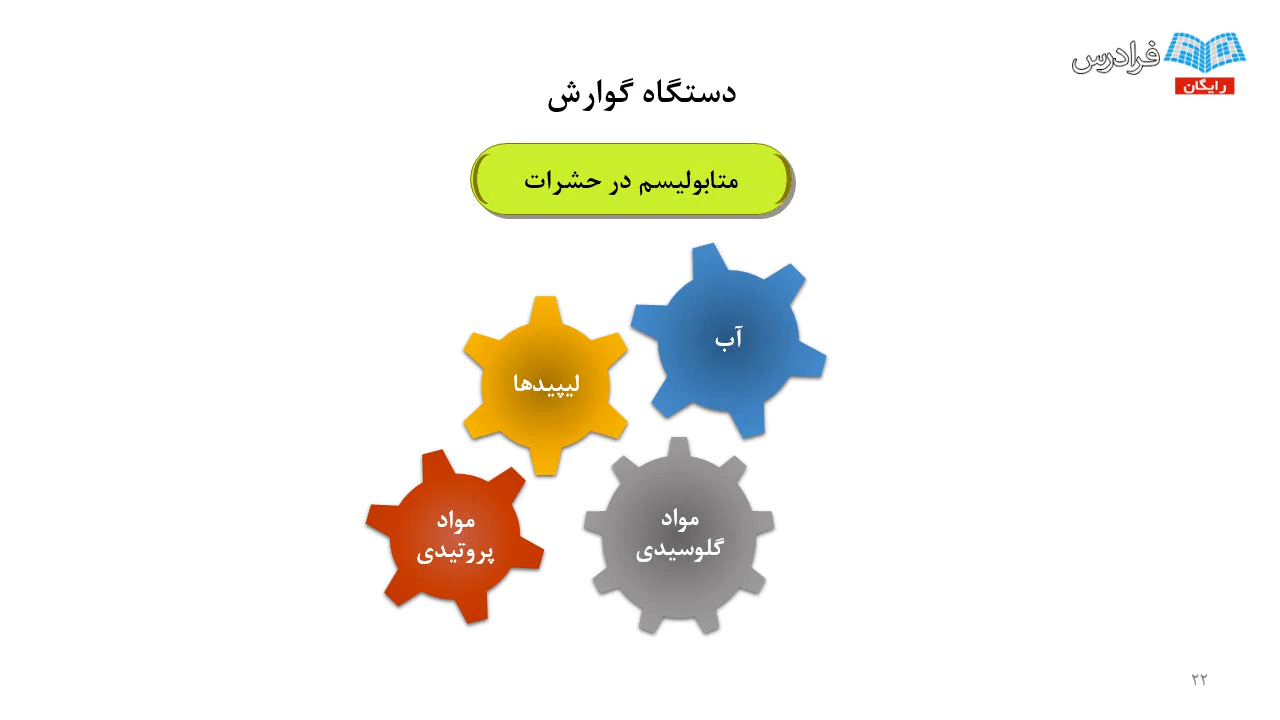 فرادرس
رایگان
دستگاه گوارش
متابولیسم در حشرات
آب
لیپیدها
مواد
گلوسیدی
مواد
پروتیدی
۲۲